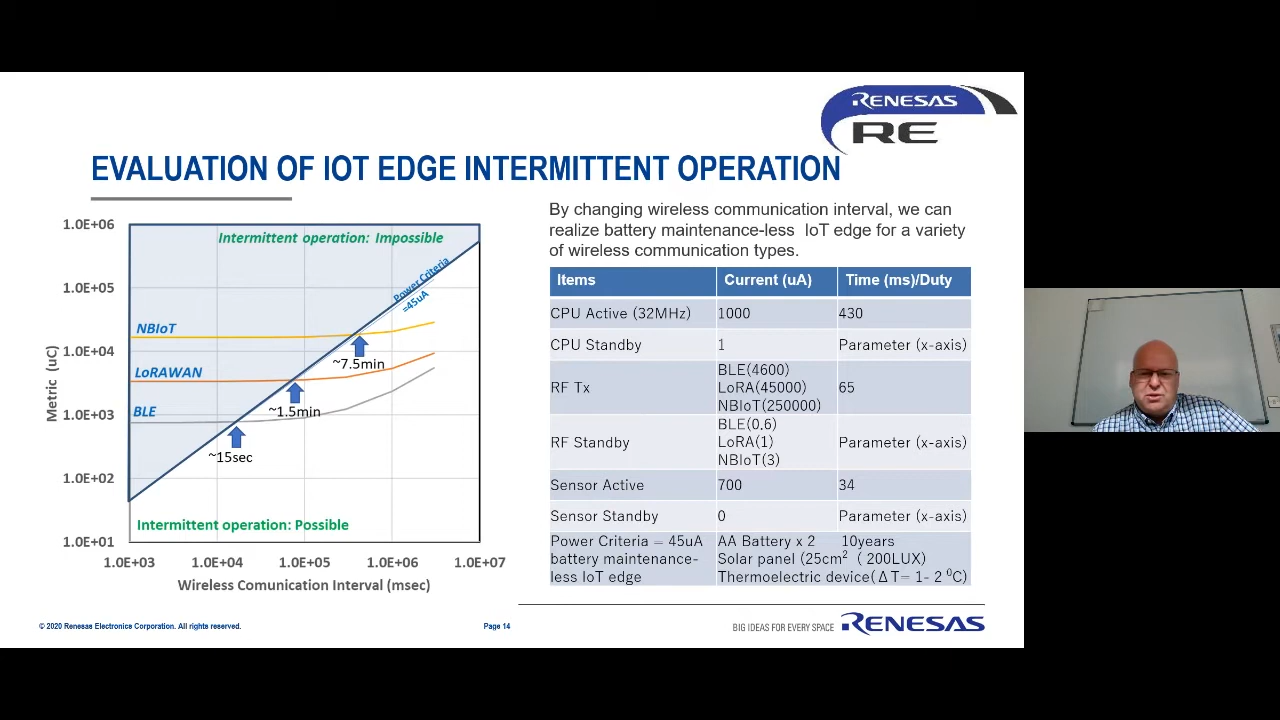 RENESAS
RE
EVALUATION OF IOT EDGE INTERMITTENT OPERATION
1.0E+06
1.0E+05
1.0E+04
1.0E+03
1.0E+02
1.0E+01
Metric (uC)
Intermittent operation: Impossible
Power Criteria
=45uA
NBIoT
~7.5min
LoRAWAN
~1.5min
BLE
~15sec
Intermittent operation: Possible
1.0E+03 1.0E+04 1.0E+05 1.0E+06 1.0E+07
Wireless Comunication Interval (msec)
By changing wireless communication interval, we can
realize battery maintenance-less IoT edge for a variety
of wireless communication types.
Items Current (uA) Time (ms)/Duty
CPU Active (32MHz) 1000 430
CPU Standby 1 Parameter (x-axis)
RF Tx BLE(4600) 65
LoRA(45000)
NBIoT(250000)
RF Standby BLE(0.6) Parameter (x-axis)
LoRA(1)
NBIoT(3)
Sensor Active 700 34
Sensor Standby 0 Parameter (x-axis)
Power Criteria = 45uA AA Battery x 2 10years
battery maintenance- Solar panel (25cm² ( 200LUX)
less IoT edge Thermoelectric device(ΔT= 1- 2 ⁰C)
© 2020 Renesas Electronics Corporation. All rights reserved.
Page 14
BIG IDEAS FOR EVERY SPACE RENESAS